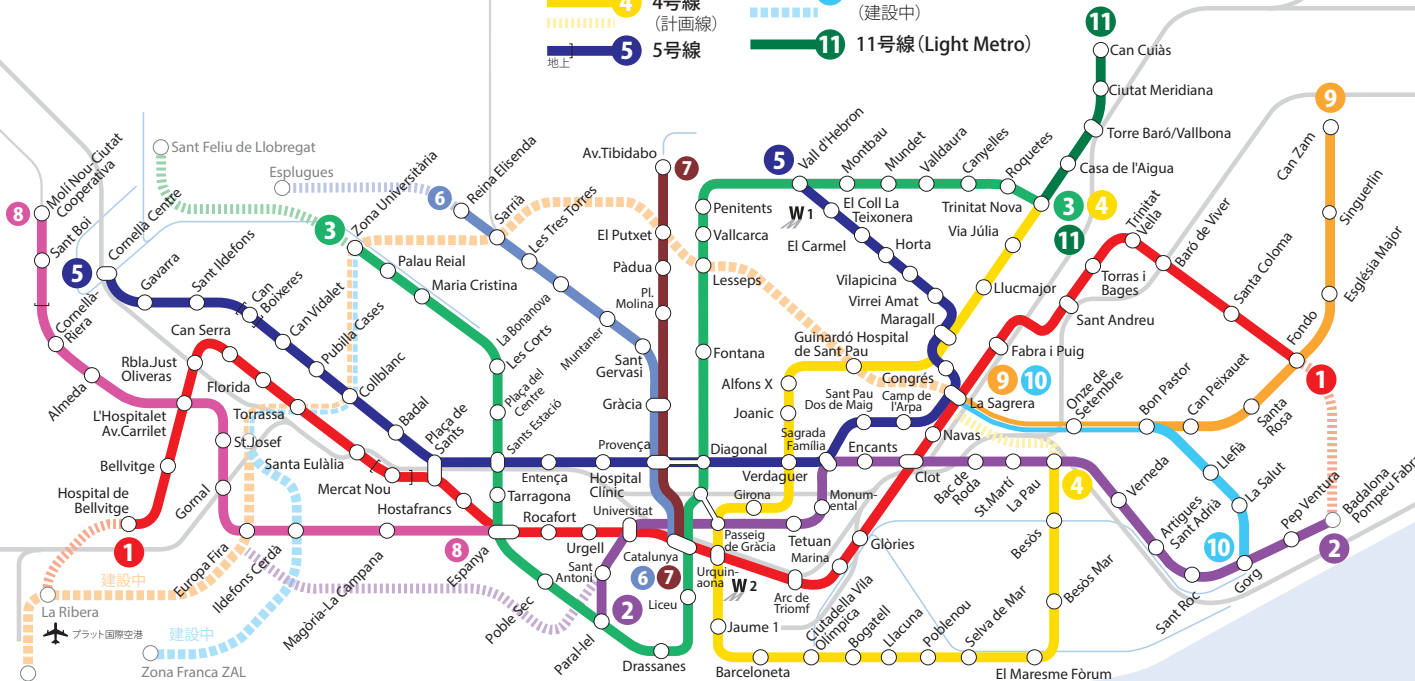 4
4号線
(計画線)
5
5号線
地上
(建設中)
11
11号線(Light Metro)
11
Can Cuiàs
Ciutat Meridiana
Torre Baró/Vallbona
Casa de l'Aigua
9
Can Zam
Singuerlin
Església Major
Fondo
1
Santa
Rosa
Can Peixauet
Bon Pastor
Onze de
Setembre
Santa Coloma
Baró de Viver
Trinitat
Vella
Torras i
Bages
Sant Andreu
Fabra i Puig
9
10
La Sagrera
Navas
8
Molí Nou-Ciutat
Cooperativa
Sant Boi
Cornellà-
Riera
Almeda
5
Cornellà Centre
Gavarra
Sant Ildefons
Can
Boixeres
Can Vidalet
Pubilla Cases
Collblanc
Badal
Plaça de
Sants
Sant Feliu de Llobregat
Esplugues
3
Zona Universitària
Palau Reial
Maria Cristina
Les Corts
Plaça del
Centre
Sants Estació
Tarragona
6
Reina Elisenda
Sarrià
Les Tres Torres
La Bonanova
Muntaner
Sant
Gervasi
Gràcia
Provença
Av.Tibidabo
7
El Putxet
Pàdua
Pl.
Molina
Penitents
Vallcarca
Lesseps
Fontana
Diagonal
5
Vall d'Hebron
Montbau
Mundet
Valldaura
Canyelles
Roquetes
Trinitat Nova
3
4
11
W1
El Coll La
Teixonera
El Carmel
Horta
Vilapicina
Virrei Amat
Maragall
Via Júlia
Llucmajor
Guinardó Hospital
de Sant Pau
Congrés
Alfons X
Joanic
Sant Pau
Dos de Maig
Camp de
l'Arpa
Sagrada
Família
Verdaguer
Encants
Clot
Bac de
Roda
St.Martí
La Pau
4
Verneda
Artigues
Sant Adrià
Sant Roc
Gorg
Pep Ventura
Badalona
Pompeu Fabra
2
10
La Salut
Llefià
Can Serra
Rbla.Just
Oliveras
Florida
Torrassa
L'Hospitalet
Av.Carrilet
Bellvitge
Hospital de
Bellvitge
1
St.Josef
Gornal
Santa Eulàlia
Mercat Nou
Hostafrancs
8
Espanya
Rocafort
Urgell
Universitat
Entença
Hospital
Clínic
Catalunya
6
7
Sant
Antoni
2
Liceu
Poble Sec
Paral·lel
Drassanes
Girona
Monum-
ental
Tetuan
Passeig
de Gràcia
Urquin-
aona
W2
Jaume 1
Arc de
Triomf
Marina
Glòries
Barceloneta
Ciutadella Vila
Olímpica
Bogatell
Llacuna
Poblenou
Selva de Mar
El Maresme Fòrum
Besòs Mar
Besòs
Europa Fira
Ildefons Cerdà
Magòria-La Campana
建設中
La Ribera
プラット国際空港
建設中
Zona Franca ZAL